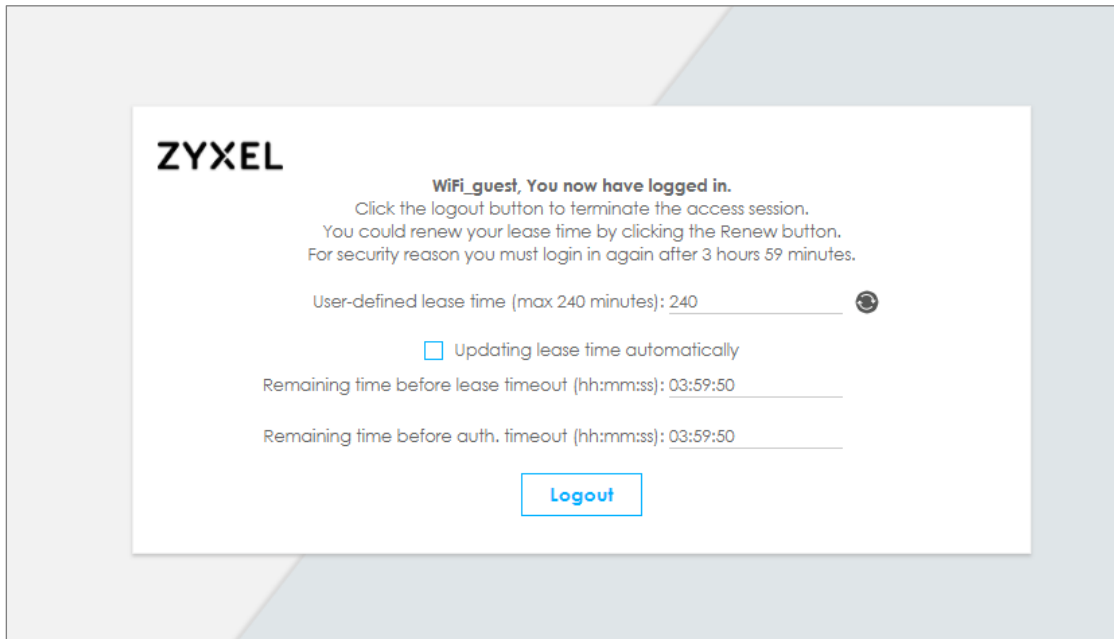 ZYXEL
WiFi_guest, You now have logged in.
Click the logout button to terminate the access session.
You could renew your lease time by clicking the Renew button.
For security reason you must login in again after 3 hours 59 minutes.
User-defined lease time (max 240 minutes): 240
Updating lease time automatically
Remaining time before lease timeout (hh:mm:ss): 03:59:50
Remaining time before auth. timeout (hh:mm:ss): 03:59:50
Logout